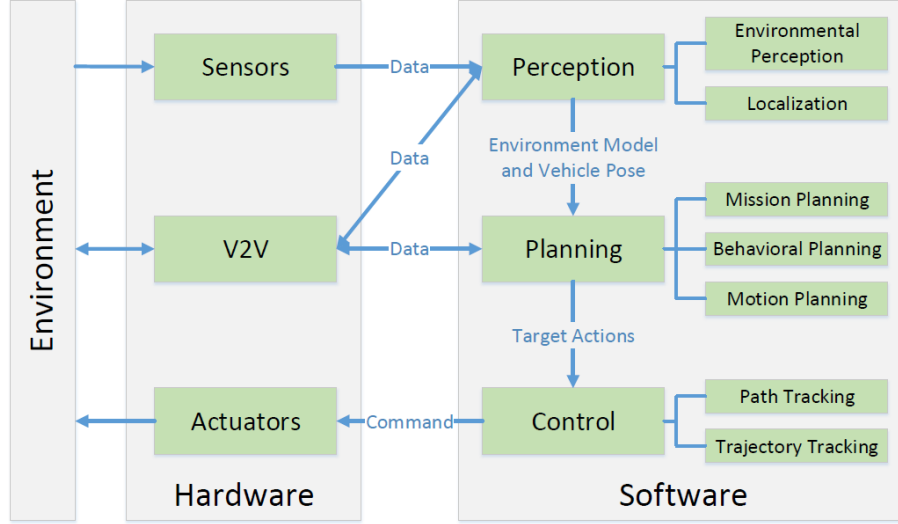 Environment
Sensors
Data
Perception
Environmental
Perception
Localization
Data
Environment Model
and Vehicle Pose
V2V
Data
Planning
Mission Planning
Behavioral Planning
Motion Planning
Target Actions
Actuators
Command
Control
Path Tracking
Trajectory Tracking
Hardware
Software